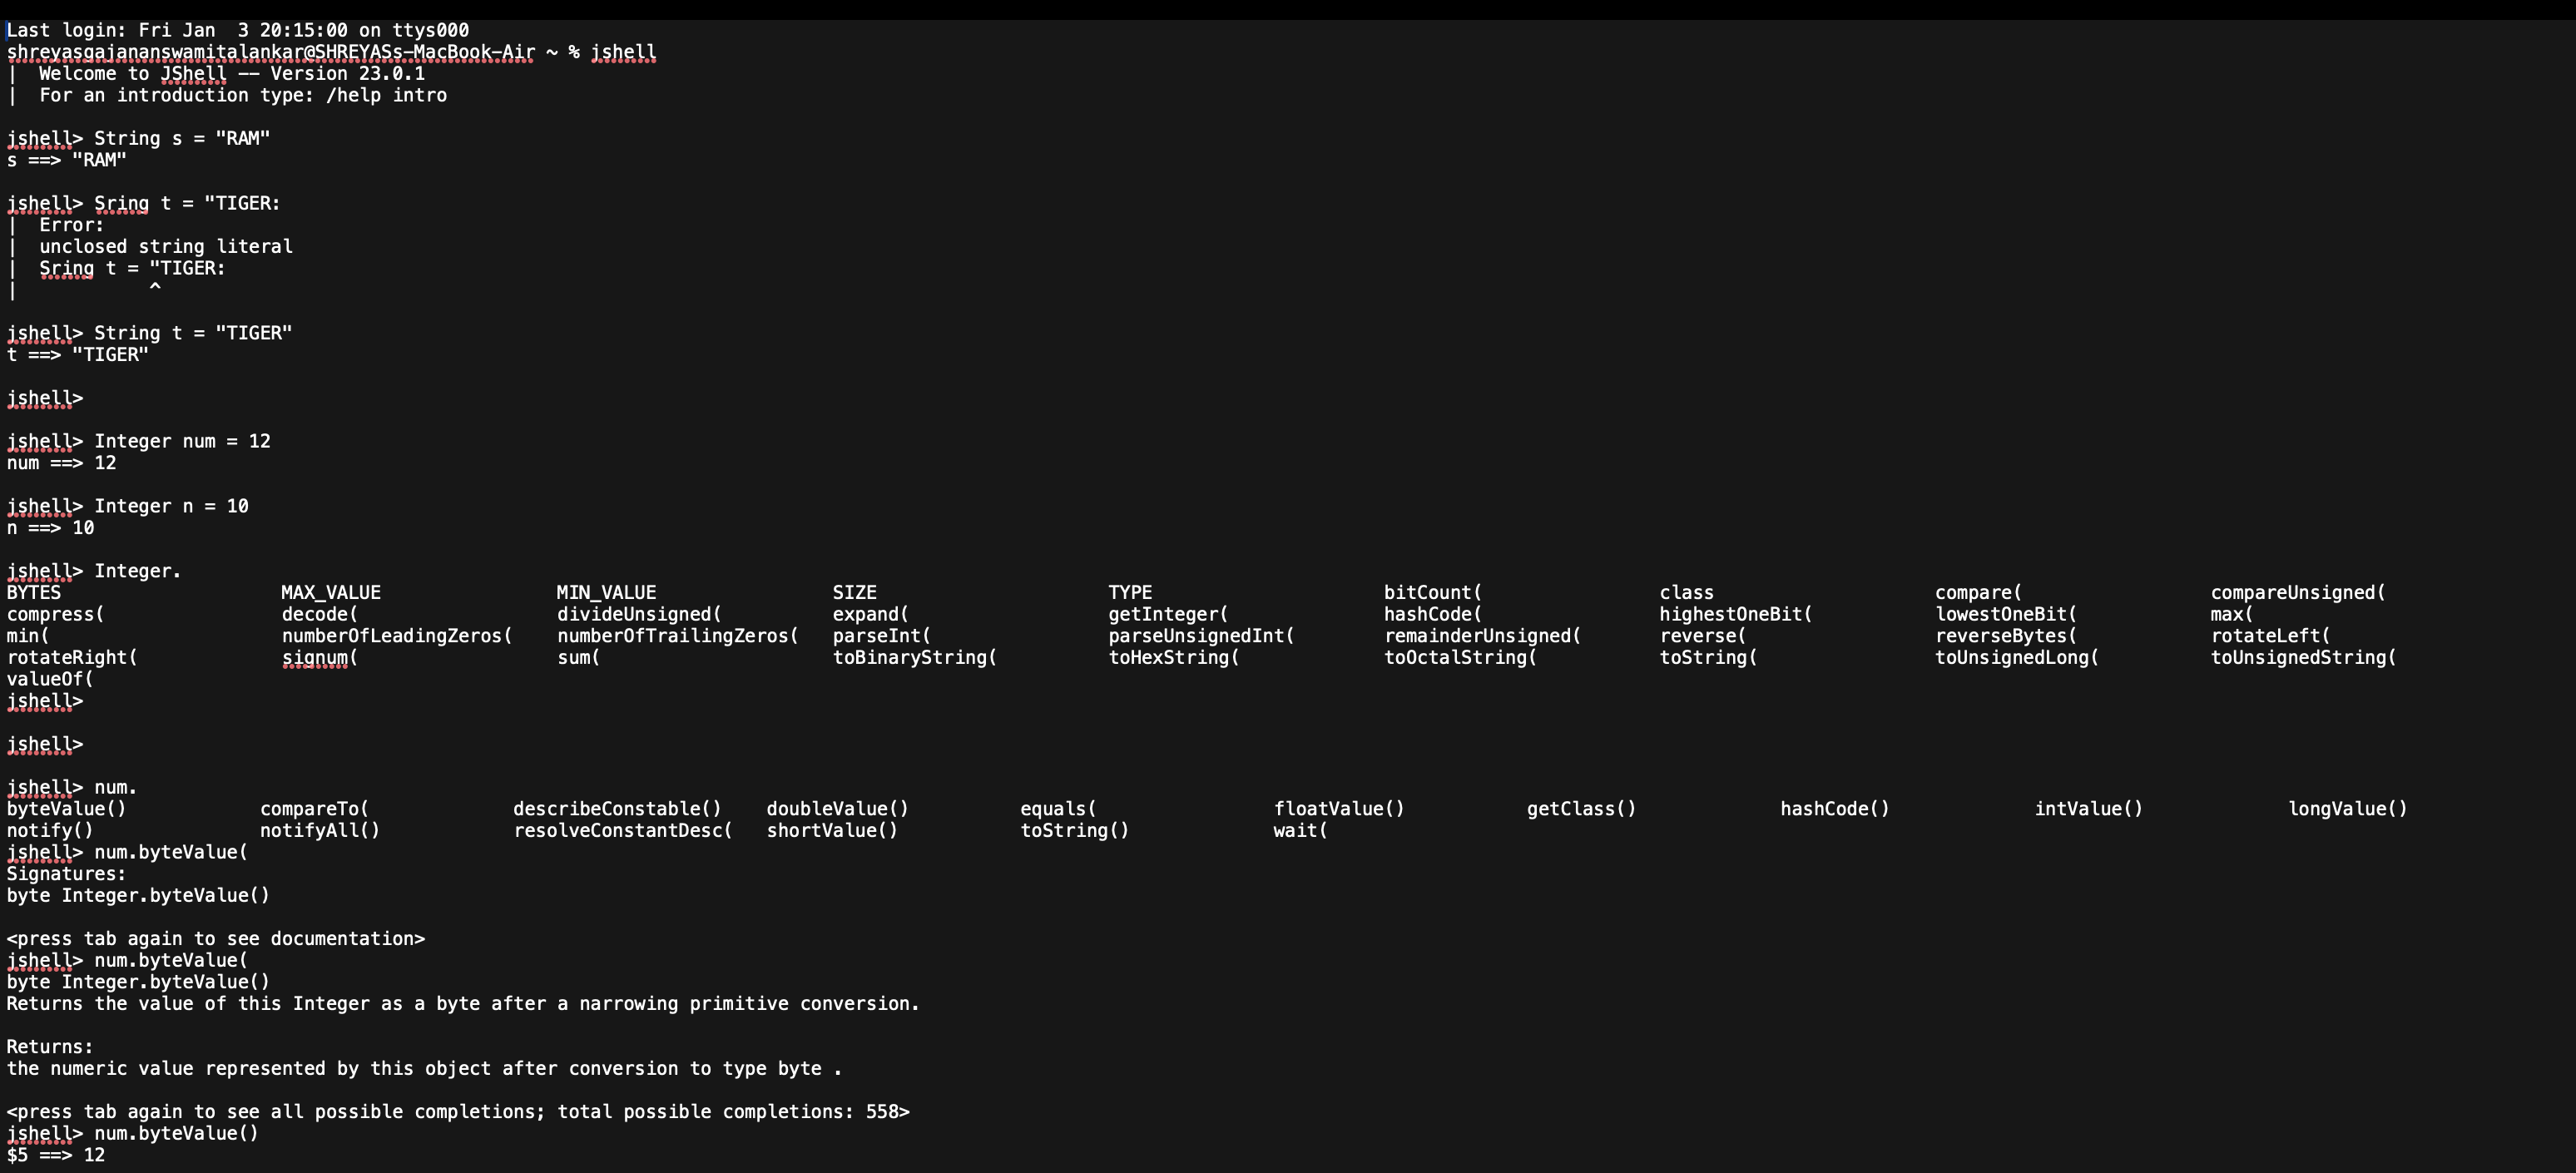 Last login: Fri Jan  3 20:15:00 on ttys000
shreyasgajananswamitalankar@SHREYASs-MacBook-Air ~ % jshell
|  Welcome to JShell -- Version 23.0.1
|  For an introduction type: /help intro
jshell> String s = "RAM"
s ==> "RAM"
jshell> Sring t = "TIGER:
|  Error:
|  unclosed string literal
|  Sring t = "TIGER:
|            ^
jshell> String t = "TIGER"
t ==> "TIGER"
jshell>
jshell> Integer num = 12
num ==> 12
jshell> Integer n = 10
n ==> 10
jshell> Integer.
BYTES MAX_VALUE MIN_VALUE SIZE TYPE bitCount( class compare( compareUnsigned(
compress( decode( divideUnsigned( expand( getInteger( hashCode( highestOneBit( lowestOneBit( max(
min( numberOfLeadingZeros( numberOfTrailingZeros( parseInt( parseUnsignedInt( remainderUnsigned( reverse( reverseBytes( rotateLeft(
rotateRight( signum( sum( toBinaryString( toHexString( toOctalString( toString( toUnsignedLong( toUnsignedString(
valueOf(
jshell>
jshell>
jshell> num.
byteValue() compareTo( describeConstable() doubleValue() equals( floatValue() getClass() hashCode() intValue() longValue()
notify() notifyAll() resolveConstantDesc( shortValue() toString() wait(
jshell> num.byteValue(
Signatures:
byte Integer.byteValue()
<press tab again to see documentation>
jshell> num.byteValue(
byte Integer.byteValue()
Returns the value of this Integer as a byte after a narrowing primitive conversion.
Returns:
the numeric value represented by this object after conversion to type byte .
<press tab again to see all possible completions; total possible completions: 558>
jshell> num.byteValue()
$5 ==> 12